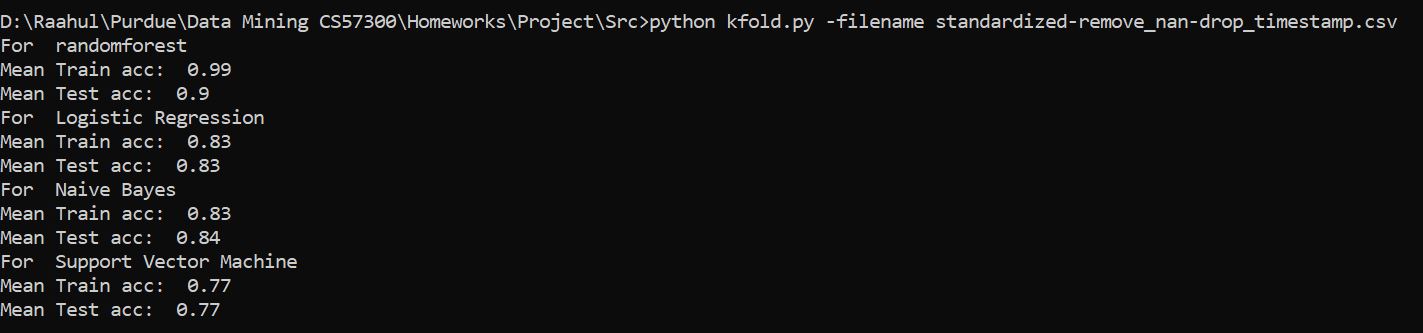 D:\Raahul\Purdue\Data Mining CS57300\Homeworks\Project\Src>python kfold.py -filename standardized-remove_nan-drop_timestamp.csv
For  randomforest
Mean Train acc:  0.99
Mean Test acc:  0.9
For  Logistic Regression
Mean Train acc:  0.83
Mean Test acc:  0.83
For  Naive Bayes
Mean Train acc:  0.83
Mean Test acc:  0.84
For  Support Vector Machine
Mean Train acc:  0.77
Mean Test acc:  0.77